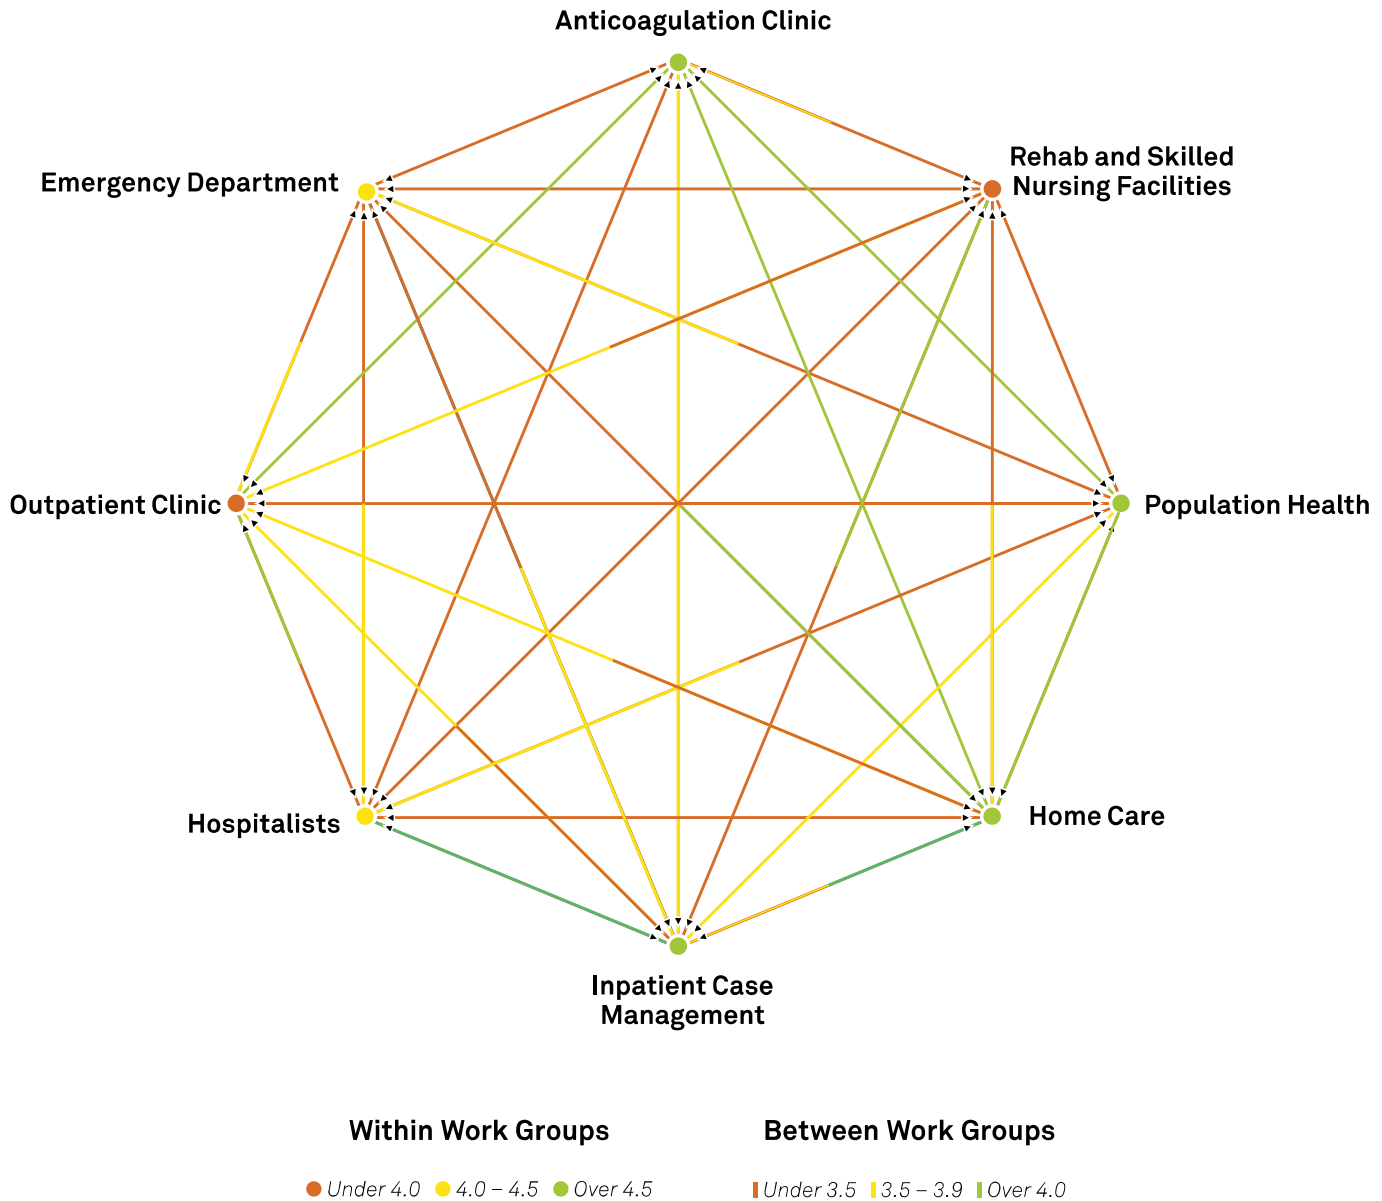 Anticoagulation Clinic
Rehab and Skilled
Nursing Facilities
Emergency Department
Outpatient Clinic
Population Health
Hospitalists
Home Care
Inpatient Case
Management
Within Work Groups
Between Work Groups
Under 4.0 4.0 – 4.5 Over 4.5
Under 3.5 3.5 – 3.9 Over 4.0